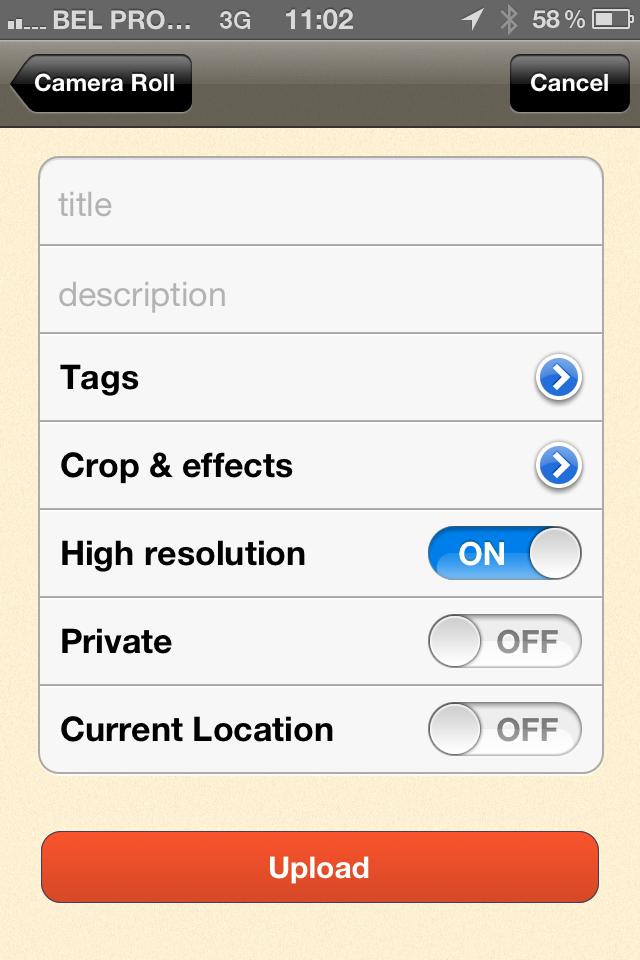 BEL PRO... 3G 11:02 58 %
Camera Roll Cancel
title
description
Tags
Crop & effects
High resolution ON
Private OFF
Current Location OFF
Upload